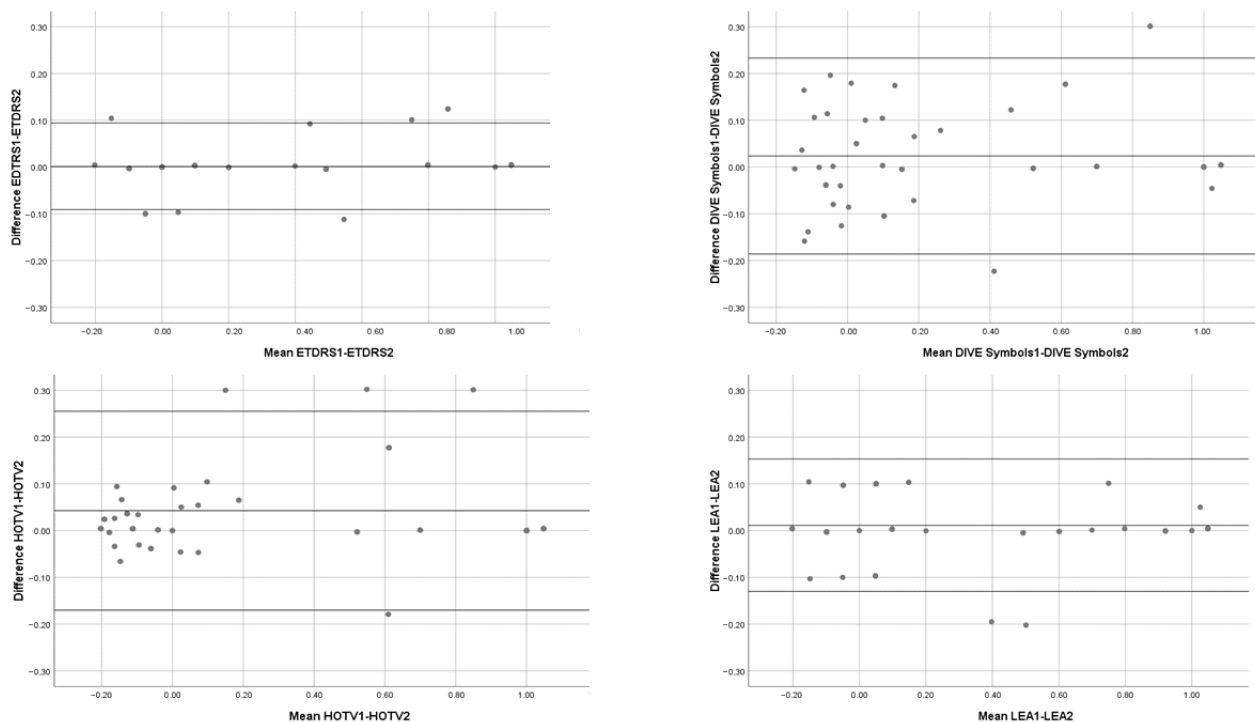 Difference EDTRS1-ETDRS2
0.30
0.20
0.10
0.00
−0.10
−0.20
−0.30
−0.20 0.00 0.20 0.40 0.60 0.80 1.00
Mean ETDRS1-ETDRS2
Difference DIVE Symbols1-DIVE Symbols2
0.30
0.20
0.10
0.00
−0.10
−0.20
−0.30
−0.20 0.00 0.20 0.40 0.60 0.80 1.00
Mean DIVE Symbols1-DIVE Symbols2
Difference HOTV1-HOTV2
0.30
0.20
0.10
0.00
−0.10
−0.20
−0.30
−0.20 0.00 0.20 0.40 0.60 0.80 1.00
Mean HOTV1-HOTV2
Difference LEA1-LEA2
0.30
0.20
0.10
0.00
−0.10
−0.20
−0.30
−0.20 0.00 0.20 0.40 0.60 0.80 1.00
Mean LEA1-LEA2